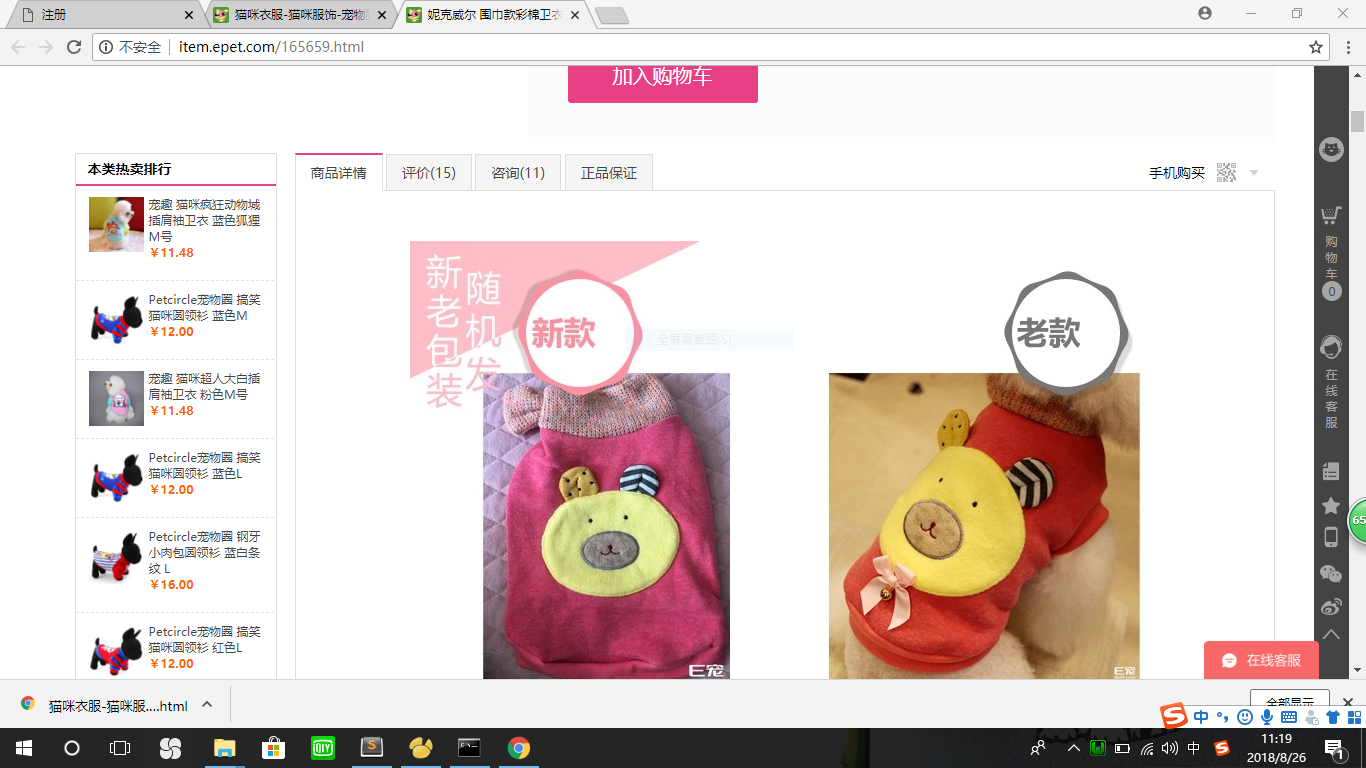 注册
猫咪衣服-猫咪服饰-宠物
妮克威尔 围巾款彩棉卫衣
不安全
item.epet.com/165659.html
加入购物车
本类热卖排行
宠趣 猫咪疯狂动物城
插肩袖卫衣 蓝色狐狸
M号
￥11.48
Petcircle宠物圈 搞笑
猫咪圆领衫 蓝色M
￥12.00
宠趣 猫咪超人大白插
肩袖卫衣 粉色M号
￥11.48
Petcircle宠物圈 搞笑
猫咪圆领衫 蓝色L
￥12.00
Petcircle宠物圈 钢牙
小肉包圆领衫 蓝白条
纹 L
￥16.00
Petcircle宠物圈 搞笑
猫咪圆领衫 红色L
￥12.00
商品详情
评价(15)
咨询(11)
正品保证
手机购买
新老包装
随机发
新款
全屏幕截图(S)
老款
E宠
E宠
购物车
0
在线客服
65
在线客服
猫咪衣服-猫咪服....html
全部显示
中
QIY
中
11:19
2018/8/26
1